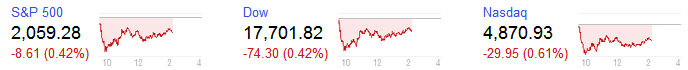 S&P 500
2,059.28
-8.61 (0.42%)
10 12 2 4
Dow
17,701.82
-74.30 (0.42%)
10 12 2 4
Nasdaq
4,870.93
-29.95 (0.61%)
10 12 2 4